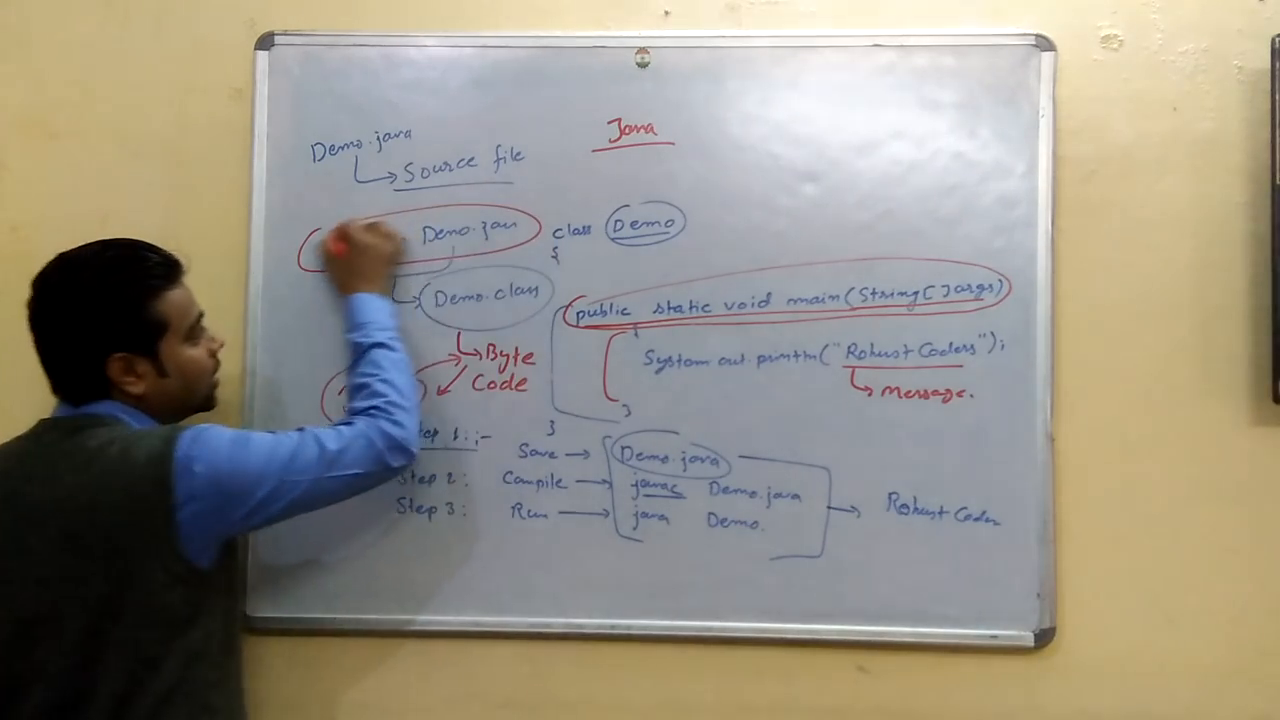 Java
Demo.java
Source file
Demo.java
class Demo
{
Demo.class
public static void main(String[]args)
{
Byte
Code
System.out.println("Robust Coders");
message.
}
}
Step 1:-
Save → Demo.java
Step 2: Compile → javac Demo.java
Step 3: Run → java Demo.
Robust Coder